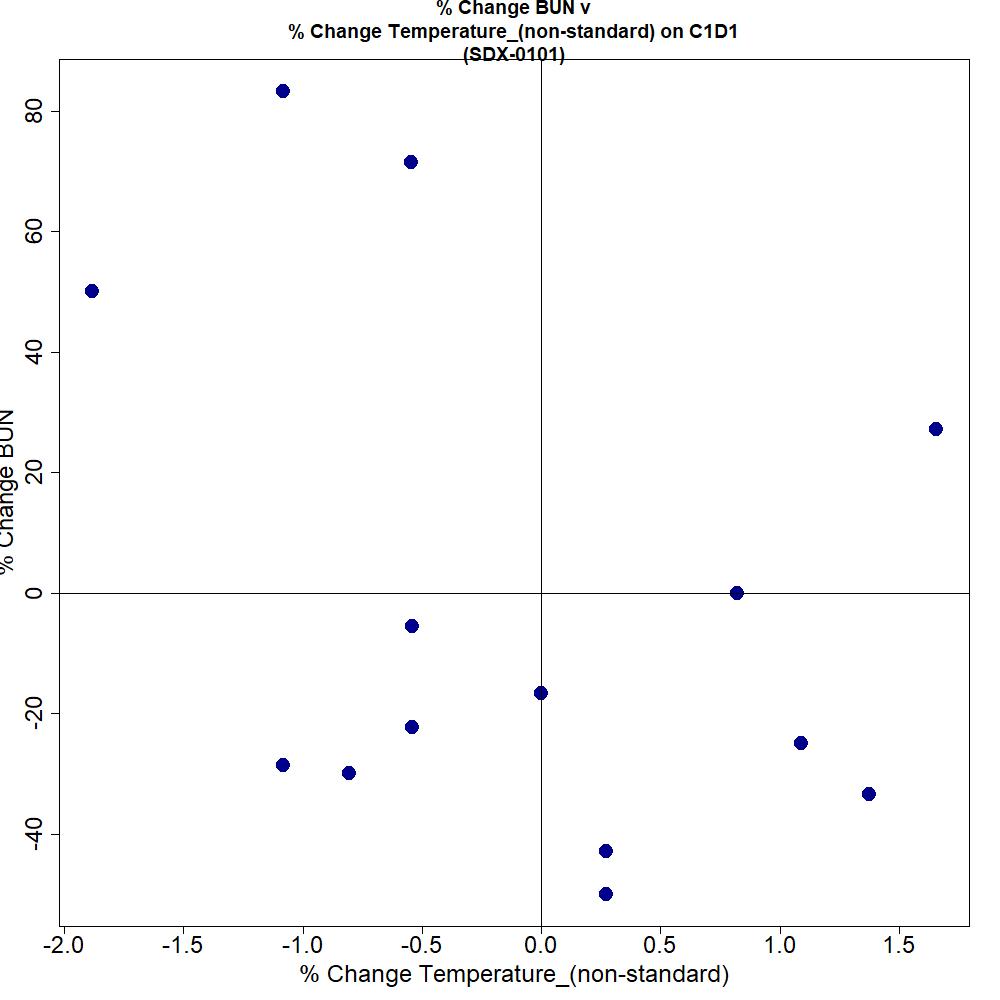 % Change BUN v
% Change Temperature_(non-standard) on C1D1
(SDX-0101)
% Change BUN
80
60
40
20
0
-20
-40
-2.0 -1.5 -1.0 -0.5 0.0 0.5 1.0 1.5
% Change Temperature_(non-standard)